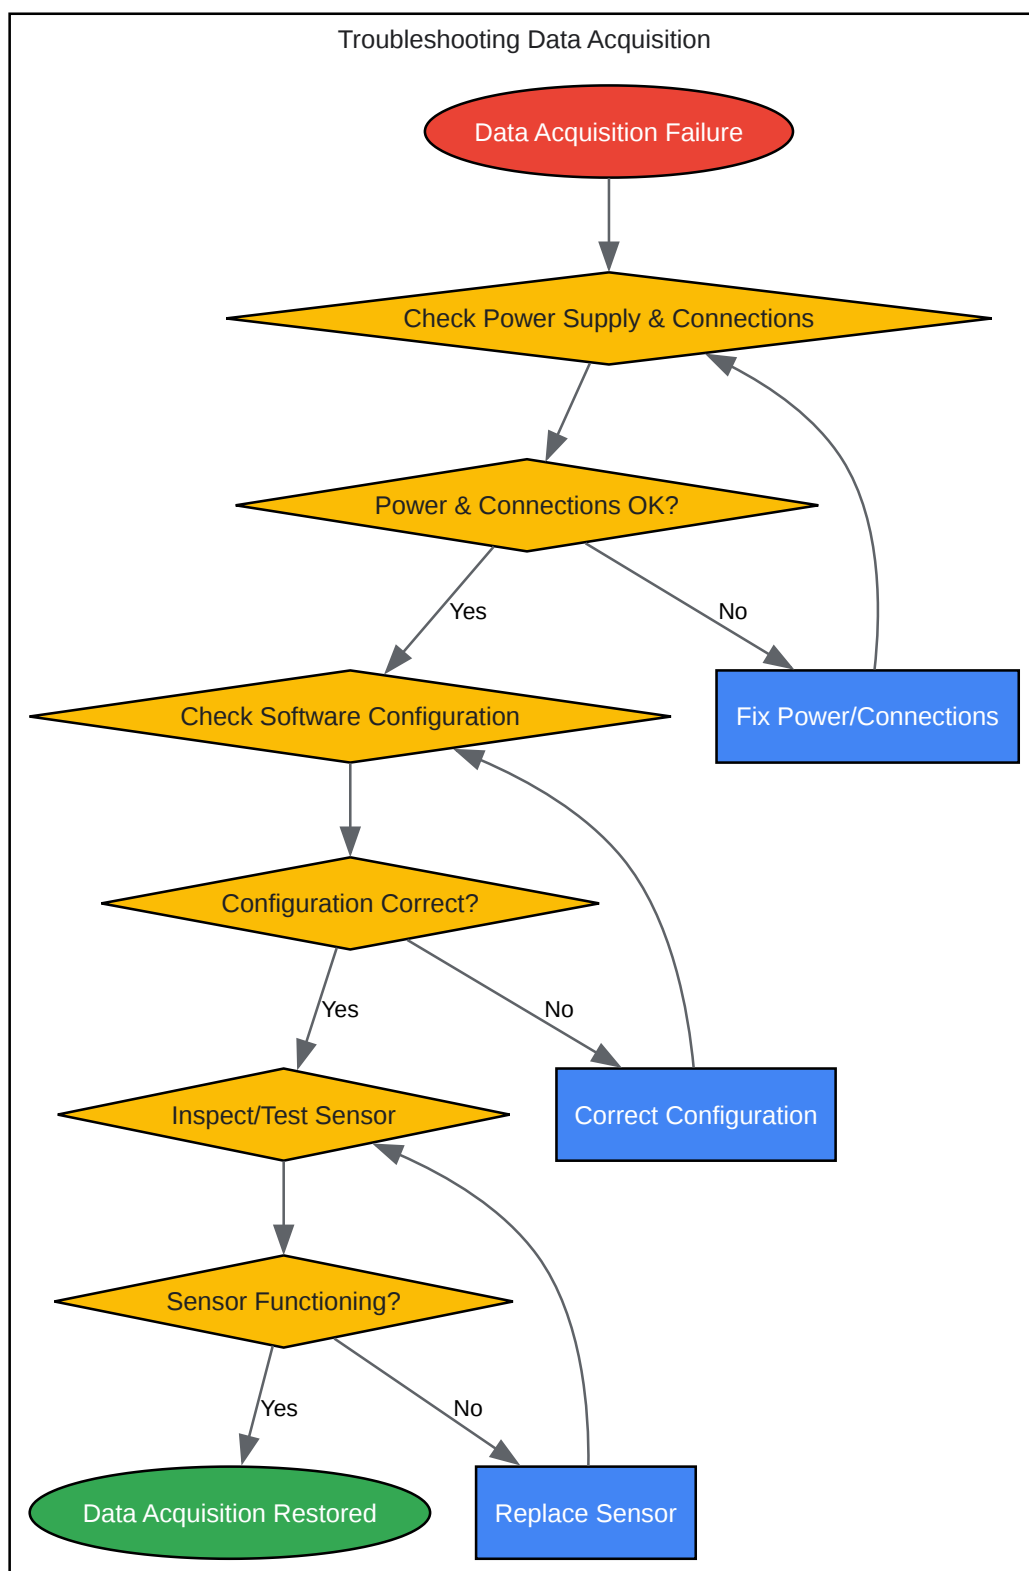 Troubleshooting Data Acquisition
Data Acquisition Failure
Check Power Supply & Connections
Power & Connections OK?
Yes
No
Check Software Configuration
Fix Power/Connections
Configuration Correct?
Yes
No
Inspect/Test Sensor
Correct Configuration
Sensor Functioning?
Yes
No
Data Acquisition Restored
Replace Sensor